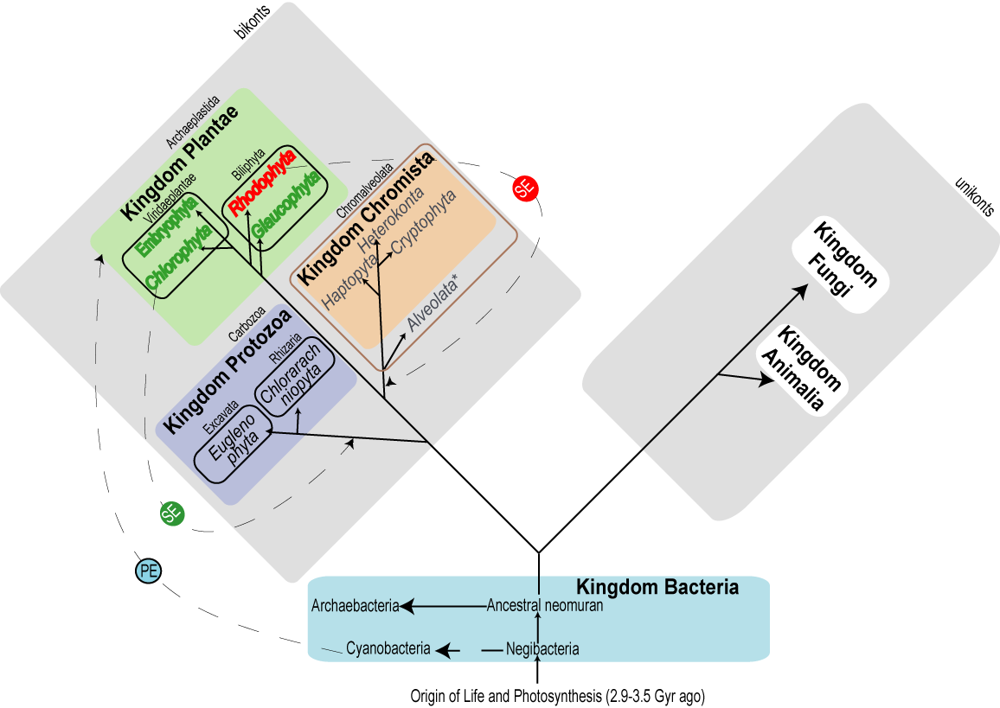 bikonts
Archaeplastida
Kingdom Plantae
Viridaeplantae
Embryophyta
Chlorophyta
Biliphyta
Rhodophyta
Glaucophyta
Chromalveolata
Kingdom Chromista
Heterokonta
Cryptophyta
Haptopyta
Alveolata*
SE
Carbozoa
Kingdom Protozoa
Rhizaria
Chlorarach
niopyta
Excavata
Eugleno
phyta
SE
PE
unikonts
Kingdom
Fungi
Kingdom
Animalia
Kingdom Bacteria
Archaebacteria
Ancestral neomuran
Cyanobacteria
Negibacteria
Origin of Life and Photosynthesis (2.9-3.5 Gyr ago)